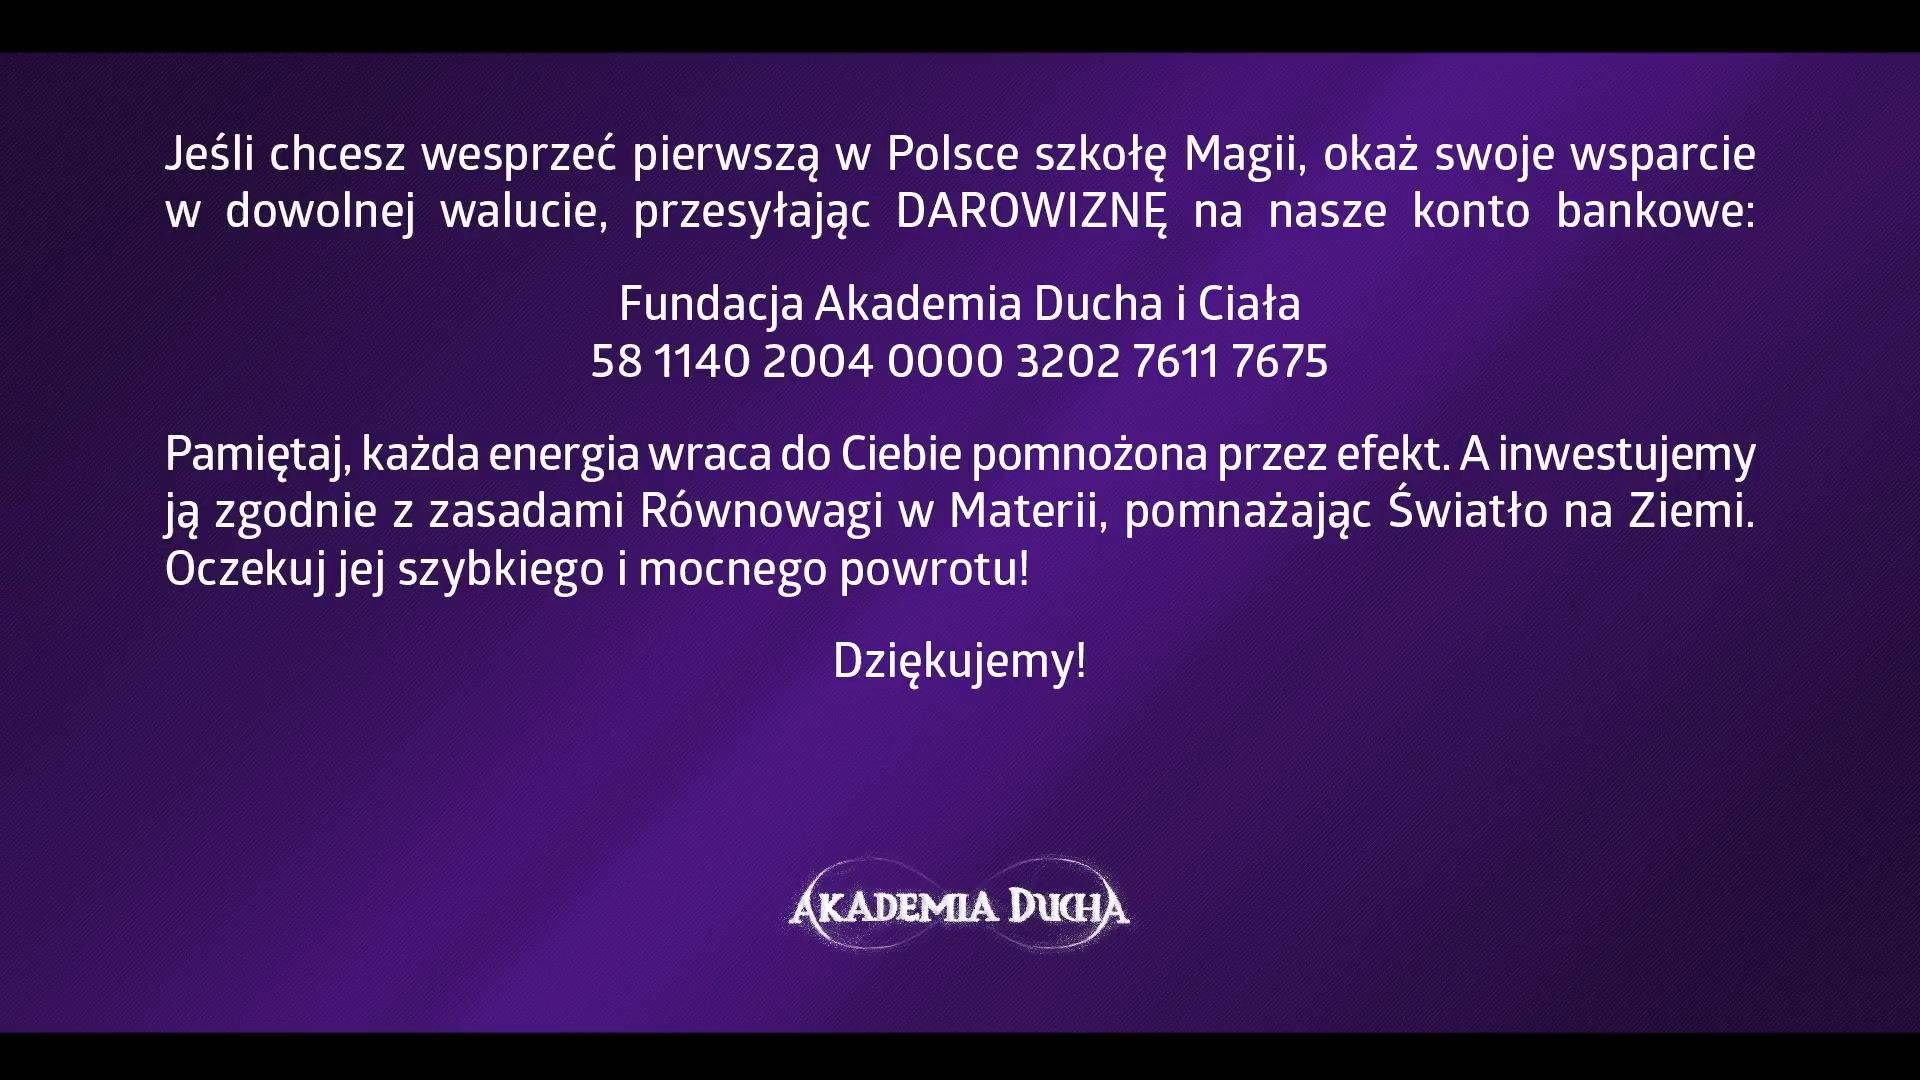 Jeśli chcesz wesprzeć pierwszą w Polsce szkołę Magii, okaż swoje wsparcie
w dowolnej walucie, przesyłając DAROWIZNĘ na nasze konto bankowe:
Fundacja Akademia Ducha i Ciała
58 1140 2004 0000 3202 7611 7675
Pamiętaj, każda energia wraca do Ciebie pomnożona przez efekt. A inwestujemy
ją zgodnie z zasadami Równowagi w Materii, pomnażając Światło na Ziemi.
Oczekuj jej szybkiego i mocnego powrotu!
Dziękujemy!
AKADEMIA DUCHA